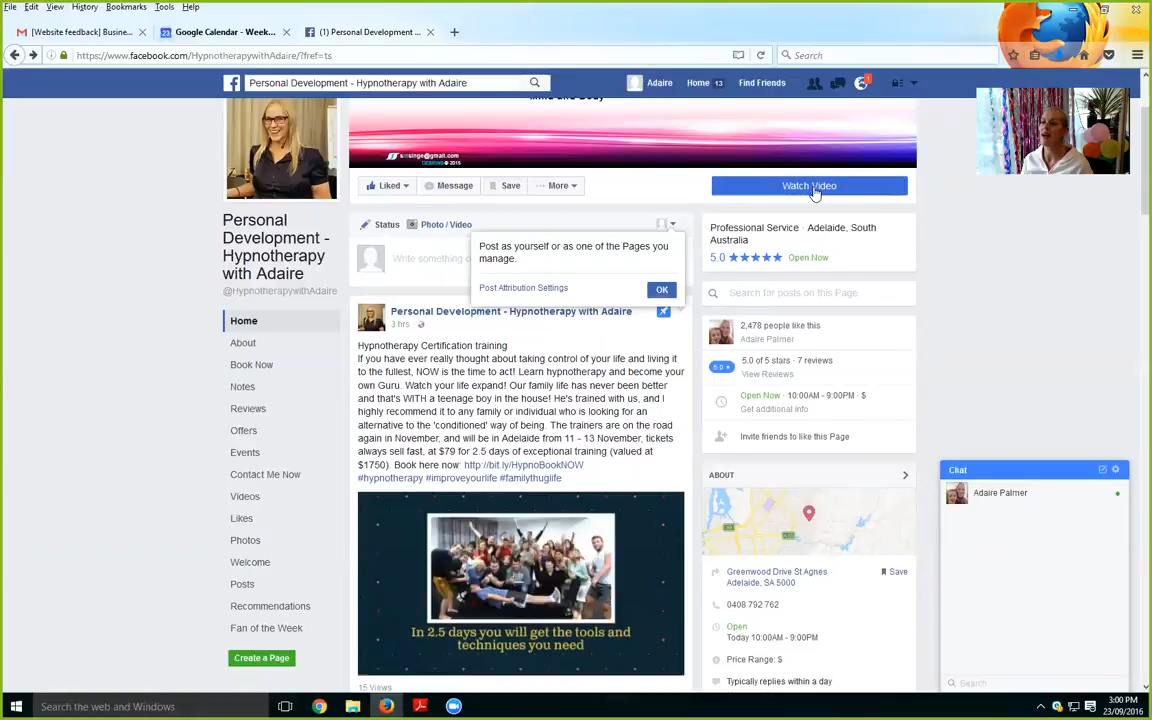 File Edit View History Bookmarks Tools Help
[Website feedback] Busine...
Google Calendar - Week...
(1) Personal Development ...
https://www.facebook.com/HypnotherapywithAdaire/?fref=ts
Search
Personal Development - Hypnotherapy with Adaire
Adaire
Home 13
Find Friends
Liked
Message
Save
More
Watch Video
Personal
Development -
Hypnotherapy
with Adaire
@HypnotherapywithAdaire
Home
About
Book Now
Notes
Reviews
Offers
Events
Contact Me Now
Videos
Likes
Photos
Welcome
Posts
Recommendations
Fan of the Week
Create a Page
Status
Photo / Video
Write something o
Post as yourself or as one of the Pages you
manage.
Post Attribution Settings
OK
Personal Development - Hypnotherapy with Adaire
3 hrs ·
Hypnotherapy Certification training
If you have ever really thought about taking control of your life and living it
to the fullest, NOW is the time to act! Learn hypnotherapy and become your
own Guru. Watch your life expand! Our family life has never been better
and that's WITH a teenage boy in the house! He's trained with us, and I
highly recommend it to any family or individual who is looking for an
alternative to the 'conditioned' way of being. The trainers are on the road
again in November, and will be in Adelaide from 11 - 13 November, tickets
always sell fast, at $79 for 2.5 days of exceptional training (valued at
$1750). Book here now: http://bit.ly/HypnoBookNOW
#hypnotherapy #improveyourlife #familythuglife
In 2.5 days you will get the tools and
techniques you need
15 Views
Professional Service · Adelaide, South
Australia
5.0 ★★★★★ Open Now
Search for posts on this Page
2,478 people like this
Adaire Palmer
5.0 ★
5.0 of 5 stars · 7 reviews
View Reviews
Open Now · 10:00AM - 9:00PM · $
Get additional info
Invite friends to like this Page
ABOUT
Greenwood Drive St Agnes
Adelaide, SA 5000
Save
0408 792 762
Open
Today 10:00AM - 9:00PM
Price Range: $
Typically replies within a day
Chat
Adaire Palmer
Search
Search the web and Windows
3:00 PM
23/09/2016